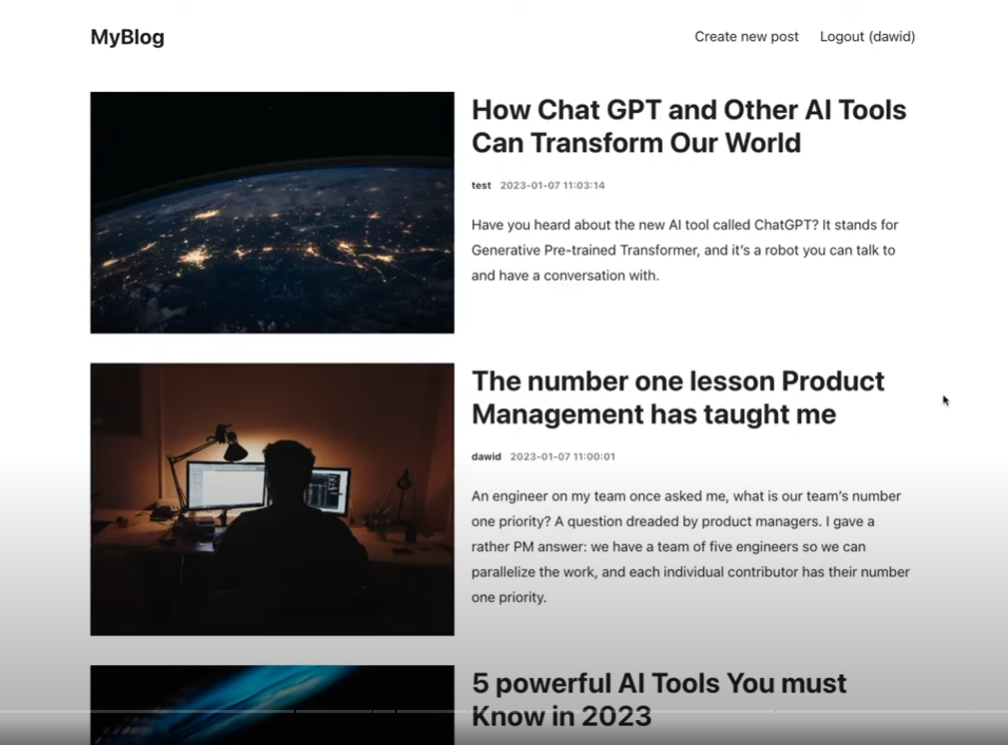 MyBlog
Create new post
Logout (dawid)
How Chat GPT and Other AI Tools
Can Transform Our World
test 2023-01-07 11:03:14
Have you heard about the new AI tool called ChatGPT? It stands for
Generative Pre-trained Transformer, and it’s a robot you can talk to
and have a conversation with.
The number one lesson Product
Management has taught me
dawid 2023-01-07 11:00:01
An engineer on my team once asked me, what is our team’s number
one priority? A question dreaded by product managers. I gave a
rather PM answer: we have a team of five engineers so we can
parallelize the work, and each individual contributor has their number
one priority.
5 powerful AI Tools You must
Know in 2023